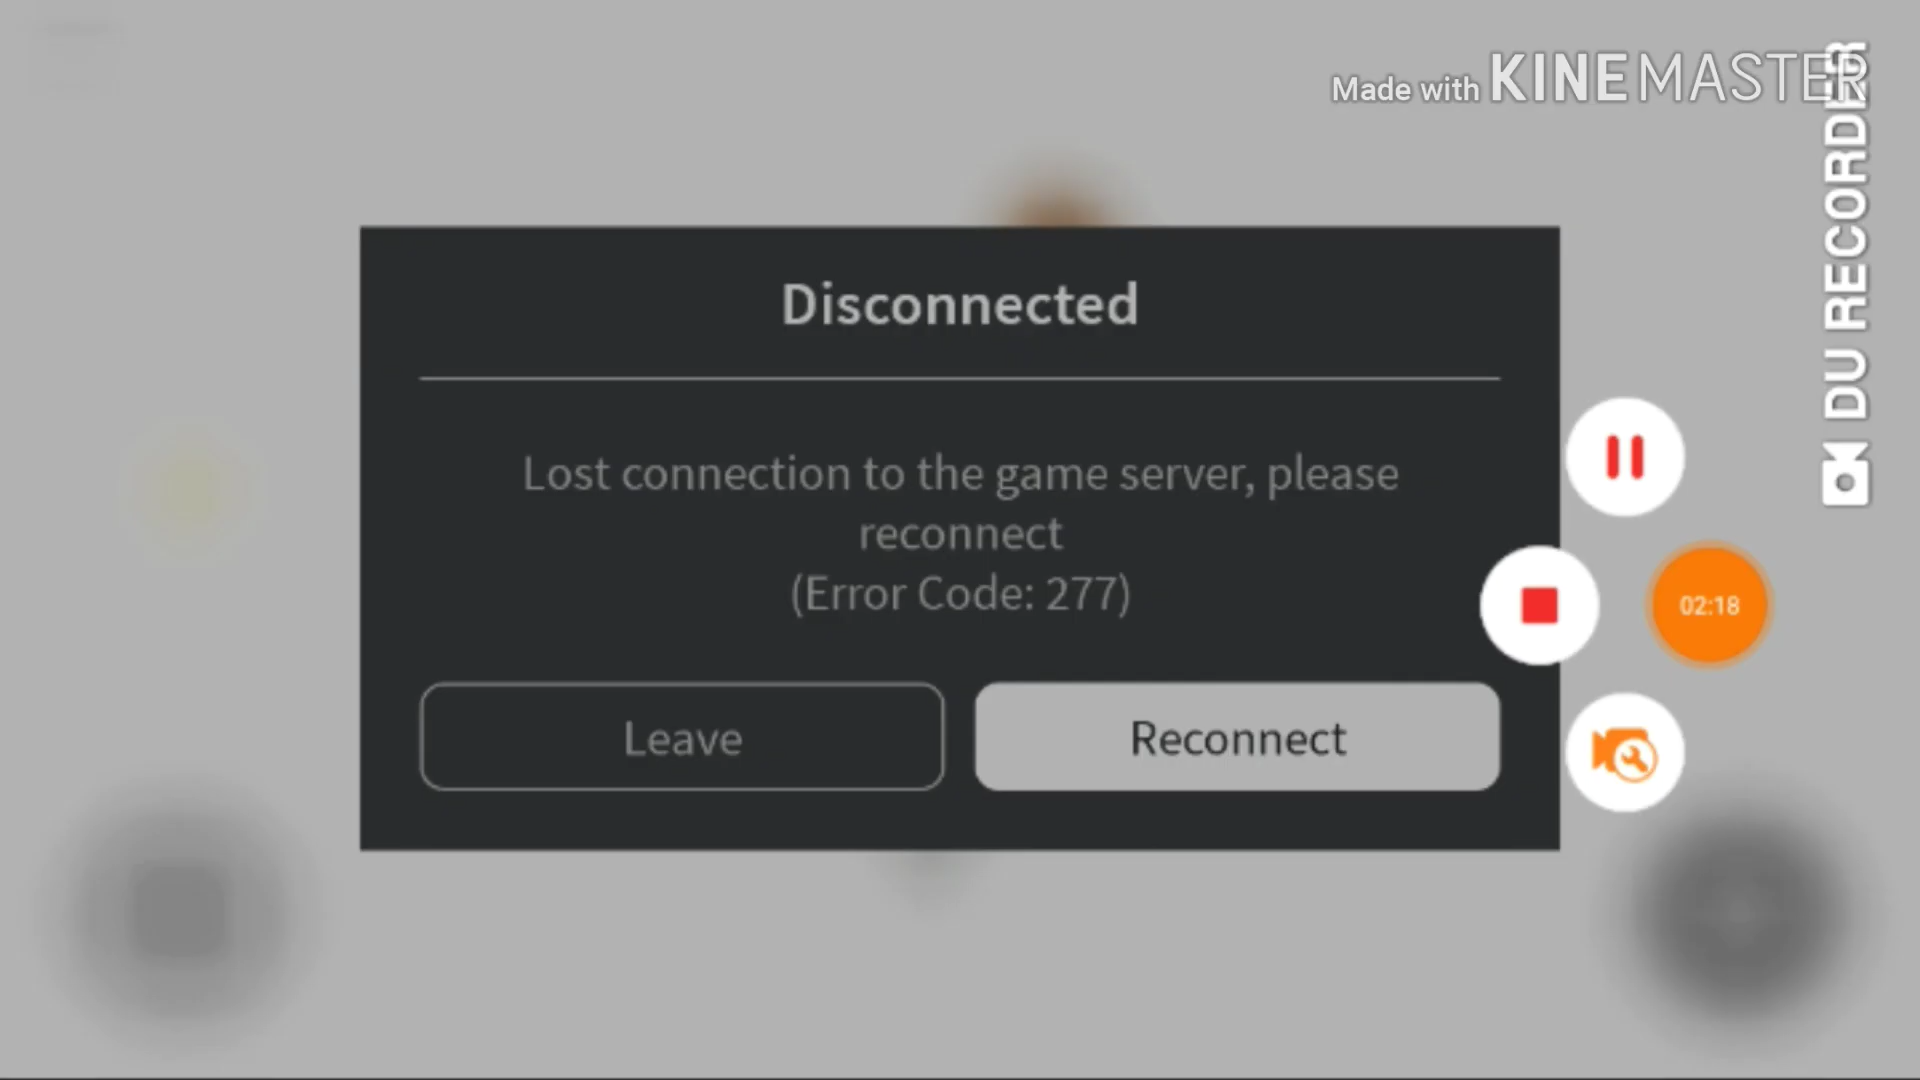 Made with KINEMASTER
DU RECORDER
Disconnected
Lost connection to the game server, please
reconnect
(Error Code: 277)
02:18
Leave
Reconnect